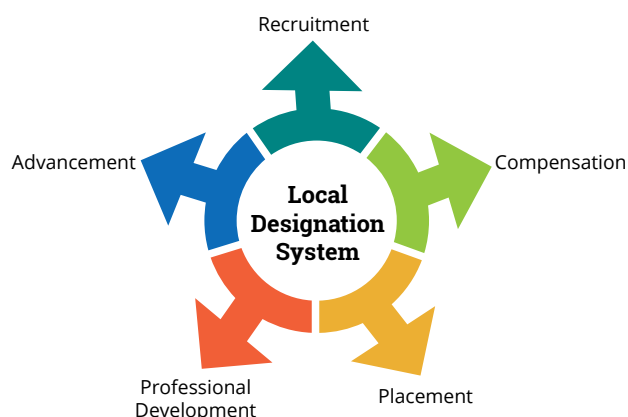 Recruitment
Advancement
Compensation
Local
Designation
System
Professional
Development
Placement